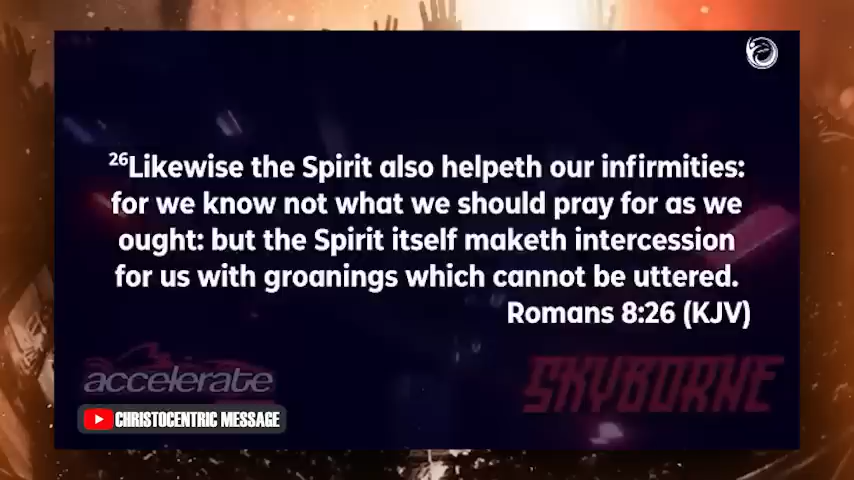 ²⁶Likewise the Spirit also helpeth our infirmities:
for we know not what we should pray for as we
ought: but the Spirit itself maketh intercession
for us with groanings which cannot be uttered.
Romans 8:26 (KJV)
accelerate
SKYBORNE
CHRISTOCENTRIC MESSAGE